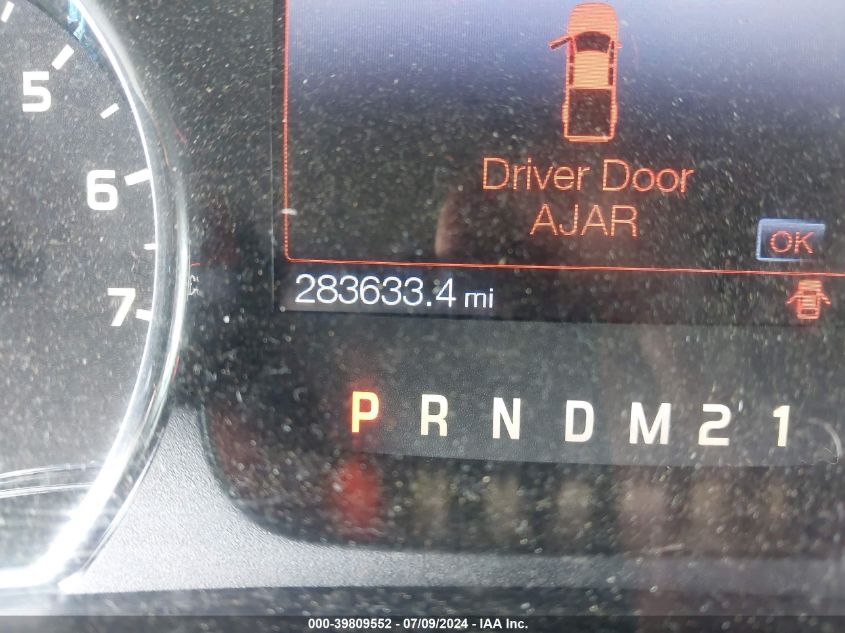 5
6
7
Driver Door
AJAR
OK
283633.4 mi
P R N D M 2 1
000-39809552 - 07/09/2024 - IAA Inc.